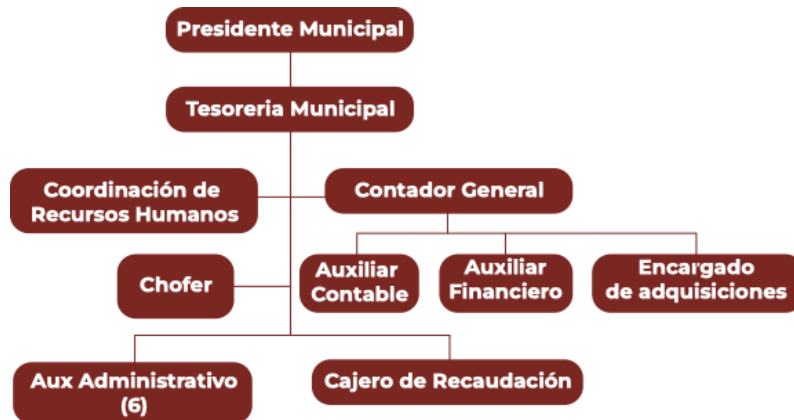 Presidente Municipal
Tesoreria Municipal
Coordinación de
Recursos Humanos
Contador General
Chofer
Auxiliar
Contable
Auxiliar
Financiero
Encargado
de adquisiciones
Aux Administrativo
(6)
Cajero de Recaudación